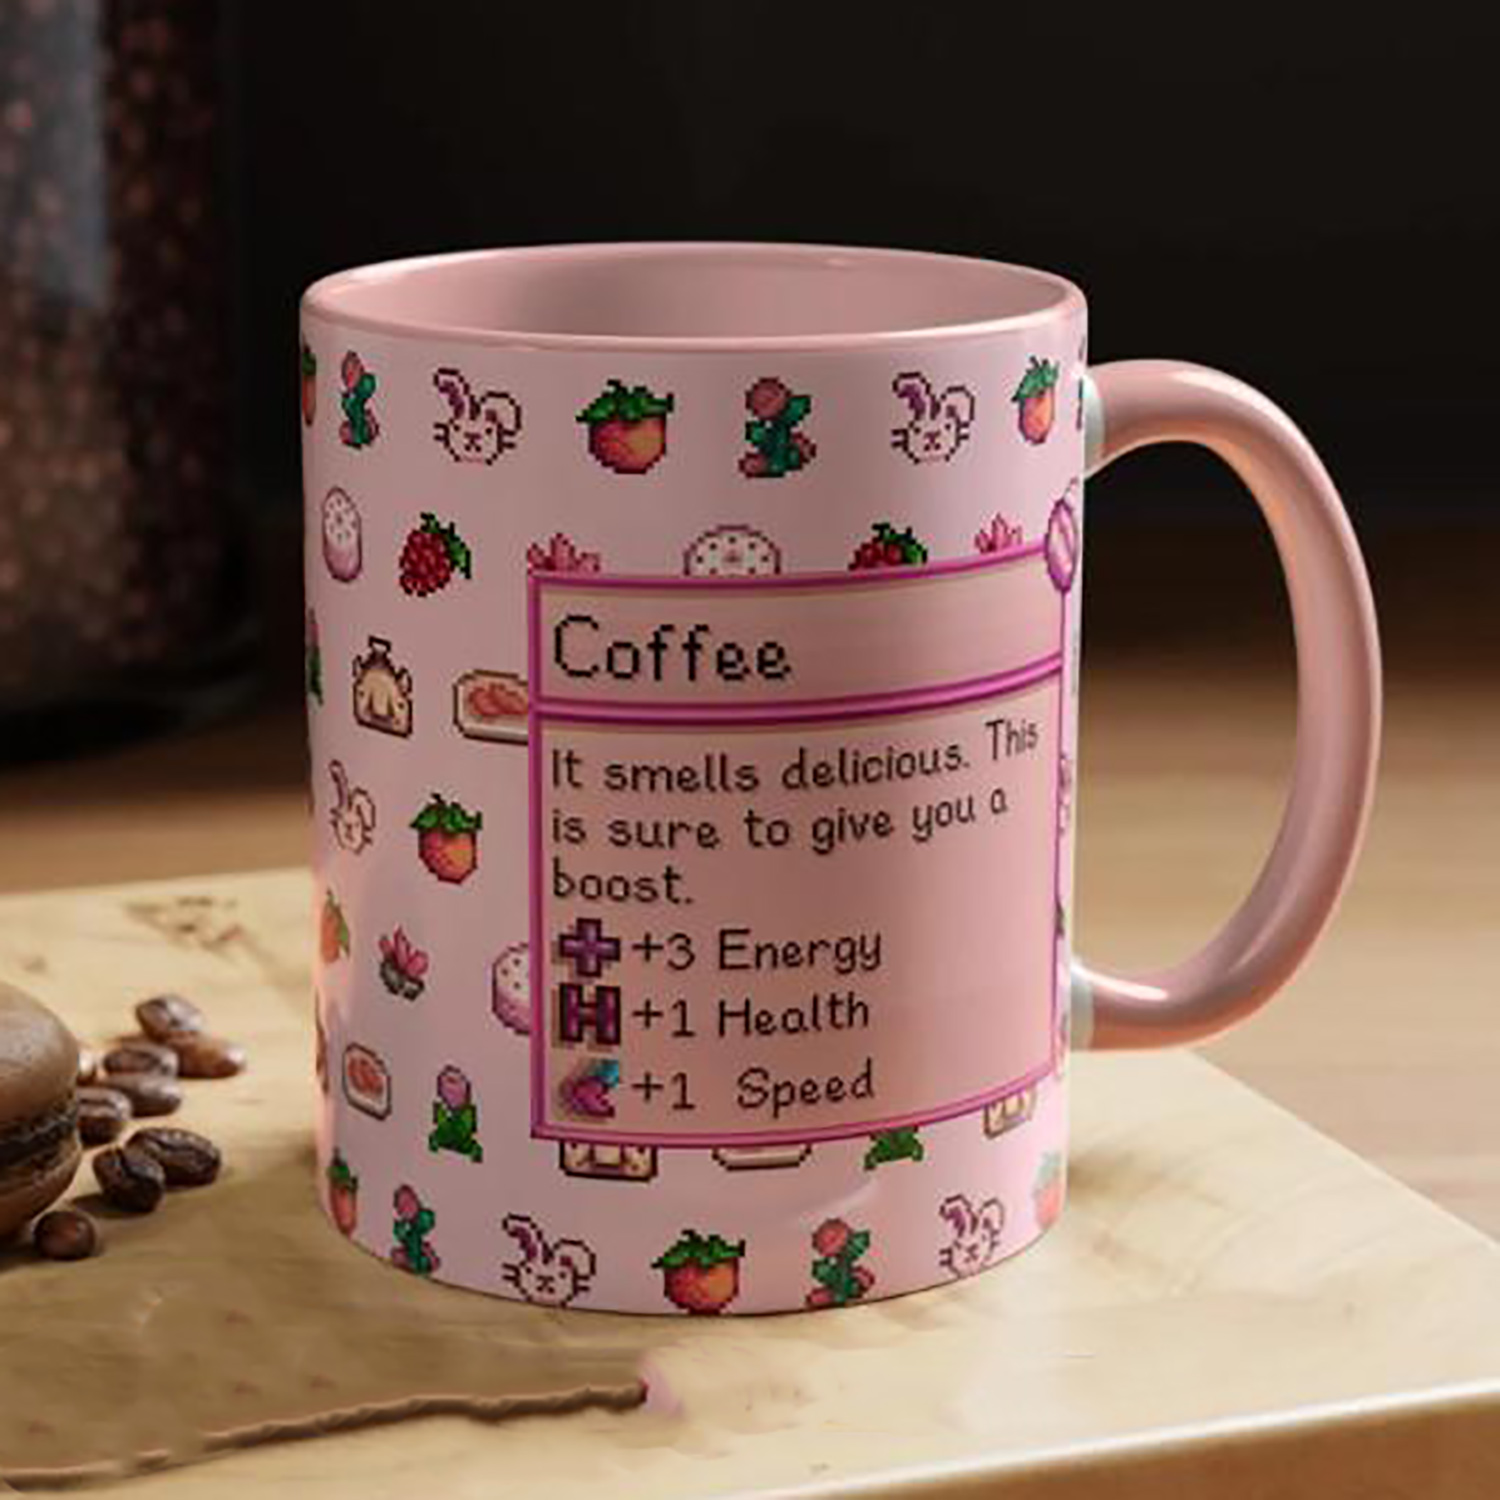 Coffee
It smells delicious. This
is sure to give you a
boost.
+3 Energy
H +1 Health
+1 Speed